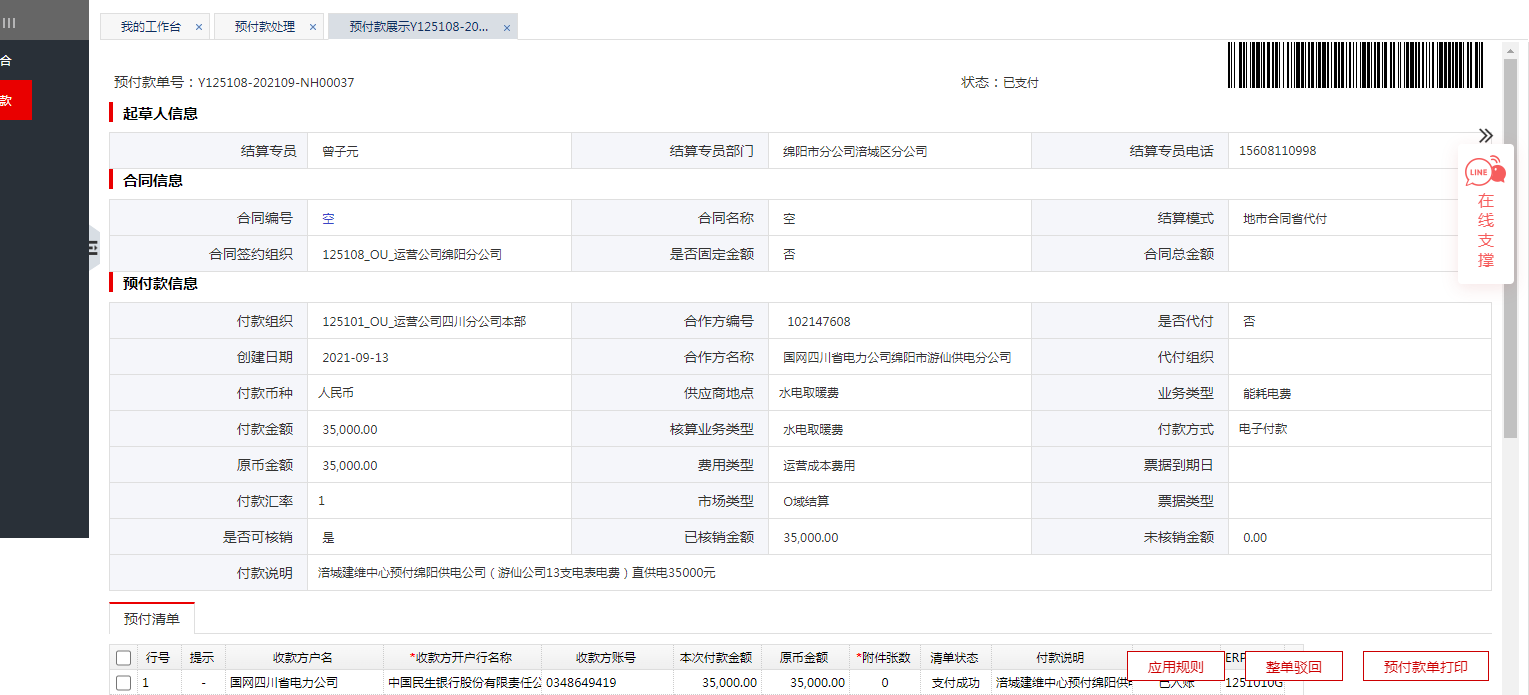 我的工作台 × 预付款处理 × 预付款展示Y125108-20... ×
合
款
预付款单号：Y125108-202109-NH00037 状态：已支付
起草人信息
结算专员 曾子元 结算专员部门 绵阳市分公司涪城区分公司 结算专员电话 15608110998
合同信息
合同编号 空 合同名称 空 结算模式 地市合同省代付
合同签约组织 125108_OU_运营公司绵阳分公司 是否固定金额 否 合同总金额
预付款信息
付款组织 125101_OU_运营公司四川分公司本部 合作方编号 102147608 是否代付 否
创建日期 2021-09-13 合作方名称 国网四川省电力公司绵阳市游仙供电分公司 代付组织
付款币种 人民币 供应商地点 水电取暖费 业务类型 能耗电费
付款金额 35,000.00 核算业务类型 水电取暖费 付款方式 电子付款
原币金额 35,000.00 费用类型 运营成本费用 票据到期日
付款汇率 1 市场类型 O域结算 票据类型
是否可核销 是 已核销金额 35,000.00 未核销金额 0.00
付款说明 涪城建维中心预付绵阳供电公司（游仙公司13支电表电费）直供电35000元
LINE
在
线
支
撑
预付清单
行号 提示 收款方户名 *收款方开户行名称 收款方账号 本次付款金额 原币金额 *附件张数 清单状态 付款说明 ERP
应用规则 整单驳回 预付款单打印
1 - 国网四川省电力公司 中国民生银行股份有限责任公 0348649419 35,000.00 35,000.00 0 支付成功 涪城建维中心预付绵阳供 已入账 1251010G